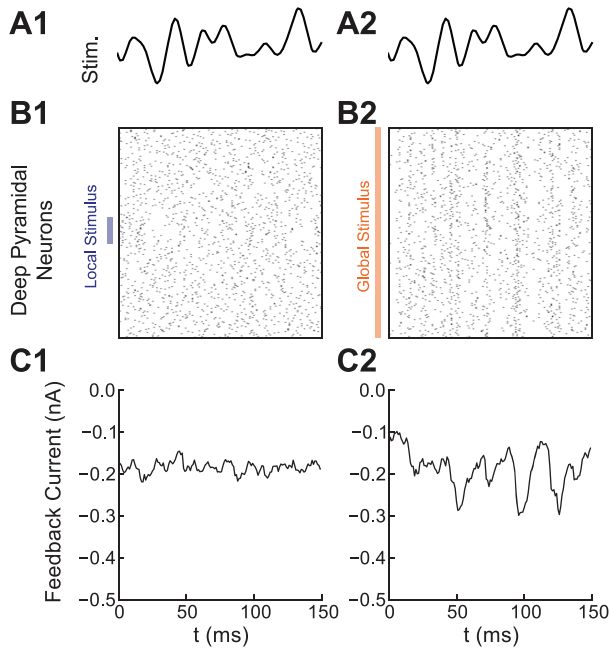 A1
A2
Stim.
B1
B2
Deep Pyramidal
Neurons
Local Stimulus
Global Stimulus
C1
C2
Feedback Current (nA)
0.0
−0.1
−0.2
−0.3
−0.4
−0.5
0
50
100
150
t (ms)
0.0
−0.1
−0.2
−0.3
−0.4
−0.5
0
50
100
150
t (ms)